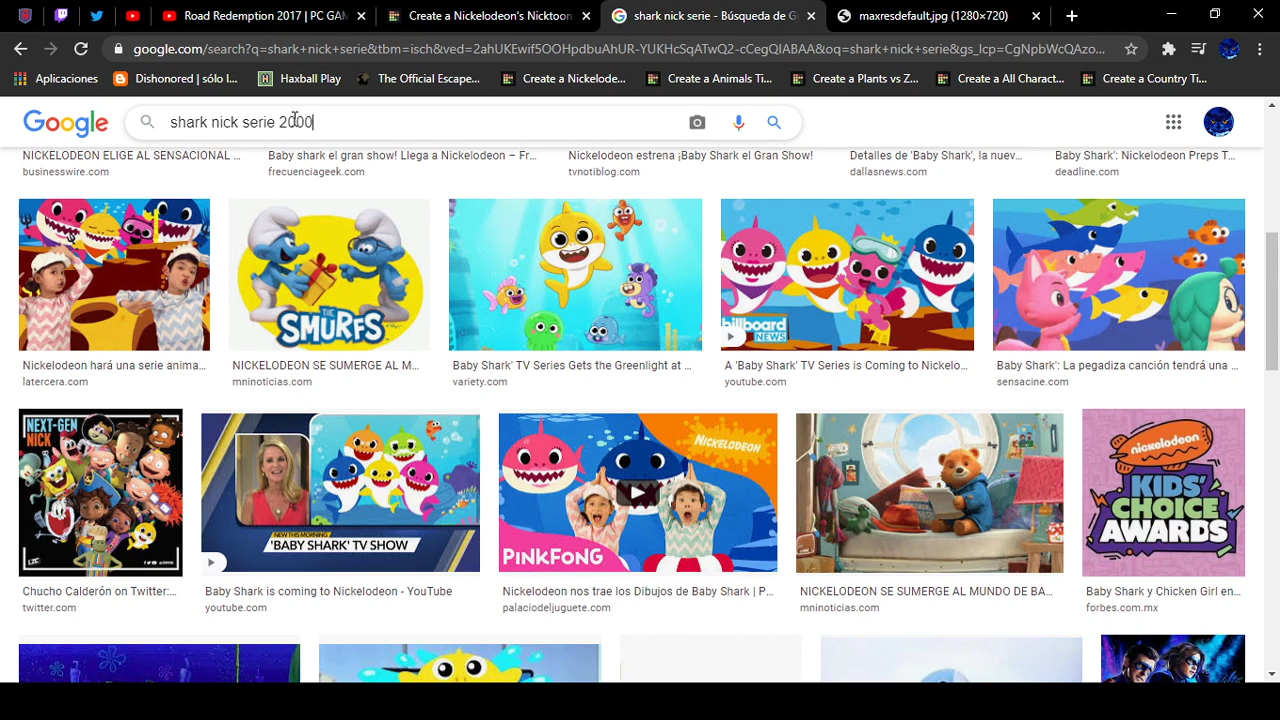 Road Redemption 2017 | PC GAM
Create a Nickelodeon's Nicktoon
shark nick serie - Búsqueda de G
maxresdefault.jpg (1280×720)
google.com/search?q=shark+nick+serie&tbm=isch&ved=2ahUKEwif5OOHpdbuAhUR-YUKHcSqATwQ2-cCegQIABAA&oq=shark+nick+serie&gs_lcp=CgNpbWcQAzo...
Aplicaciones
Dishonored | sólo l...
Haxball Play
The Official Escape...
Create a Nickelode...
Create a Animals Ti...
Create a Plants vs Z...
Create a All Charact...
Create a Country Ti...
Google
shark nick serie 2000
NICKELODEON ELIGE AL SENSACIONAL ...
Baby shark el gran show! Llega a Nickelodeon – Fr...
Nickelodeon estrena ¡Baby Shark el Gran Show!
Detalles de 'Baby Shark', la nuev...
Baby Shark': Nickelodeon Preps T...
businesswire.com
frecuenciageek.com
tvnotiblog.com
dallasnews.com
deadline.com
THE
SMURFS
billboard
NEWS
Nickelodeon hará una serie anima...
NICKELODEON SE SUMERGE AL M...
Baby Shark' TV Series Gets the Greenlight at ...
A 'Baby Shark' TV Series is Coming to Nickelo...
Baby Shark': La pegadiza canción tendrá una ...
latercera.com
mninoticias.com
variety.com
youtube.com
sensacine.com
NEXT-GEN
NICK
NEW THIS MORNING
'BABY SHARK' TV SHOW
NICKELODEON
PINKFONG
nickelodeon
KIDS'
CHOICE
AWARDS
Chucho Calderón on Twitter:...
Baby Shark is coming to Nickelodeon - YouTube
Nickelodeon nos trae los Dibujos de Baby Shark | P...
NICKELODEON SE SUMERGE AL MUNDO DE BA...
Baby Shark y Chicken Girl en...
twitter.com
youtube.com
palaciodeljuguete.com
mninoticias.com
forbes.com.mx